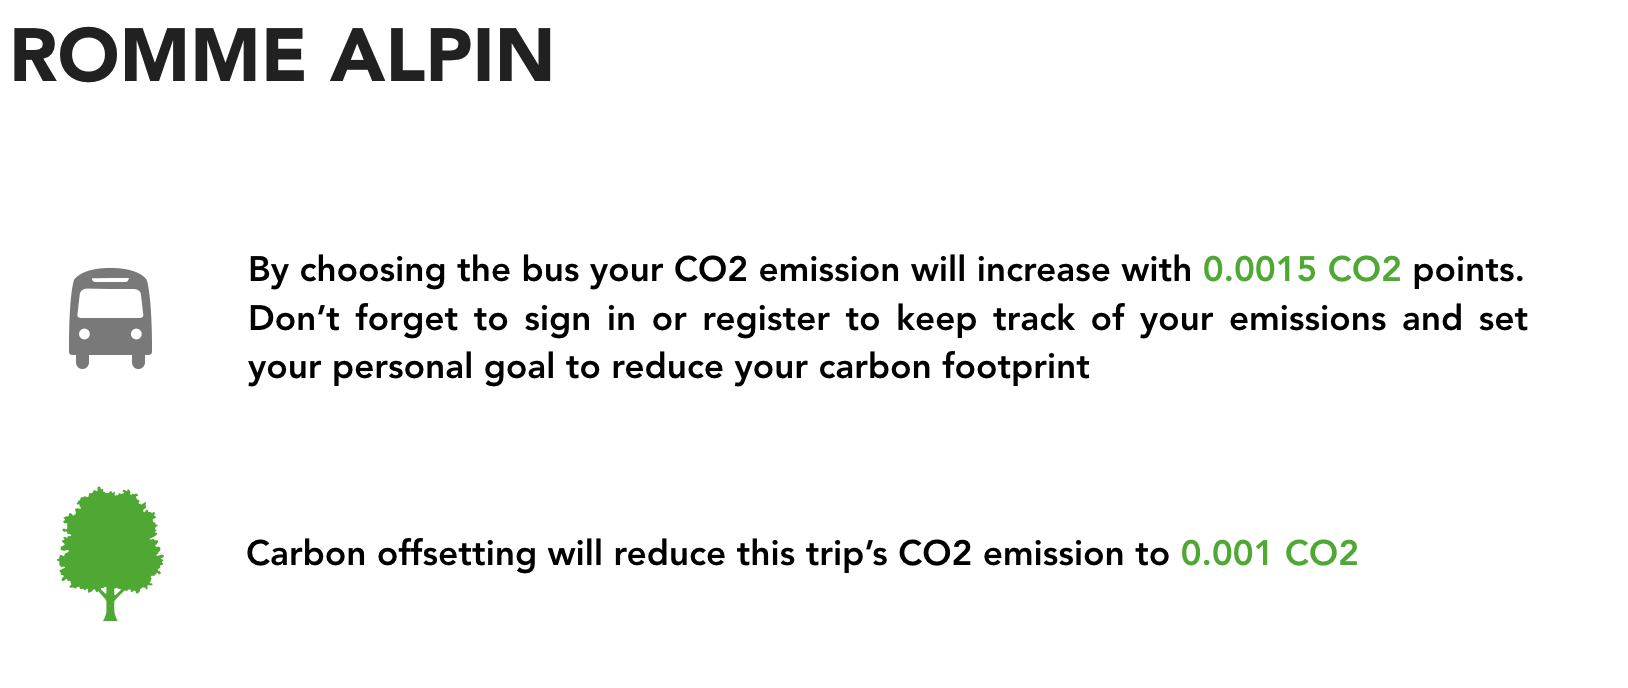 ROMME ALPIN
By choosing the bus your CO2 emission will increase with 0.0015 CO2 points.
Don’t forget to sign in or register to keep track of your emissions and set
your personal goal to reduce your carbon footprint
Carbon offsetting will reduce this trip’s CO2 emission to 0.001 CO2